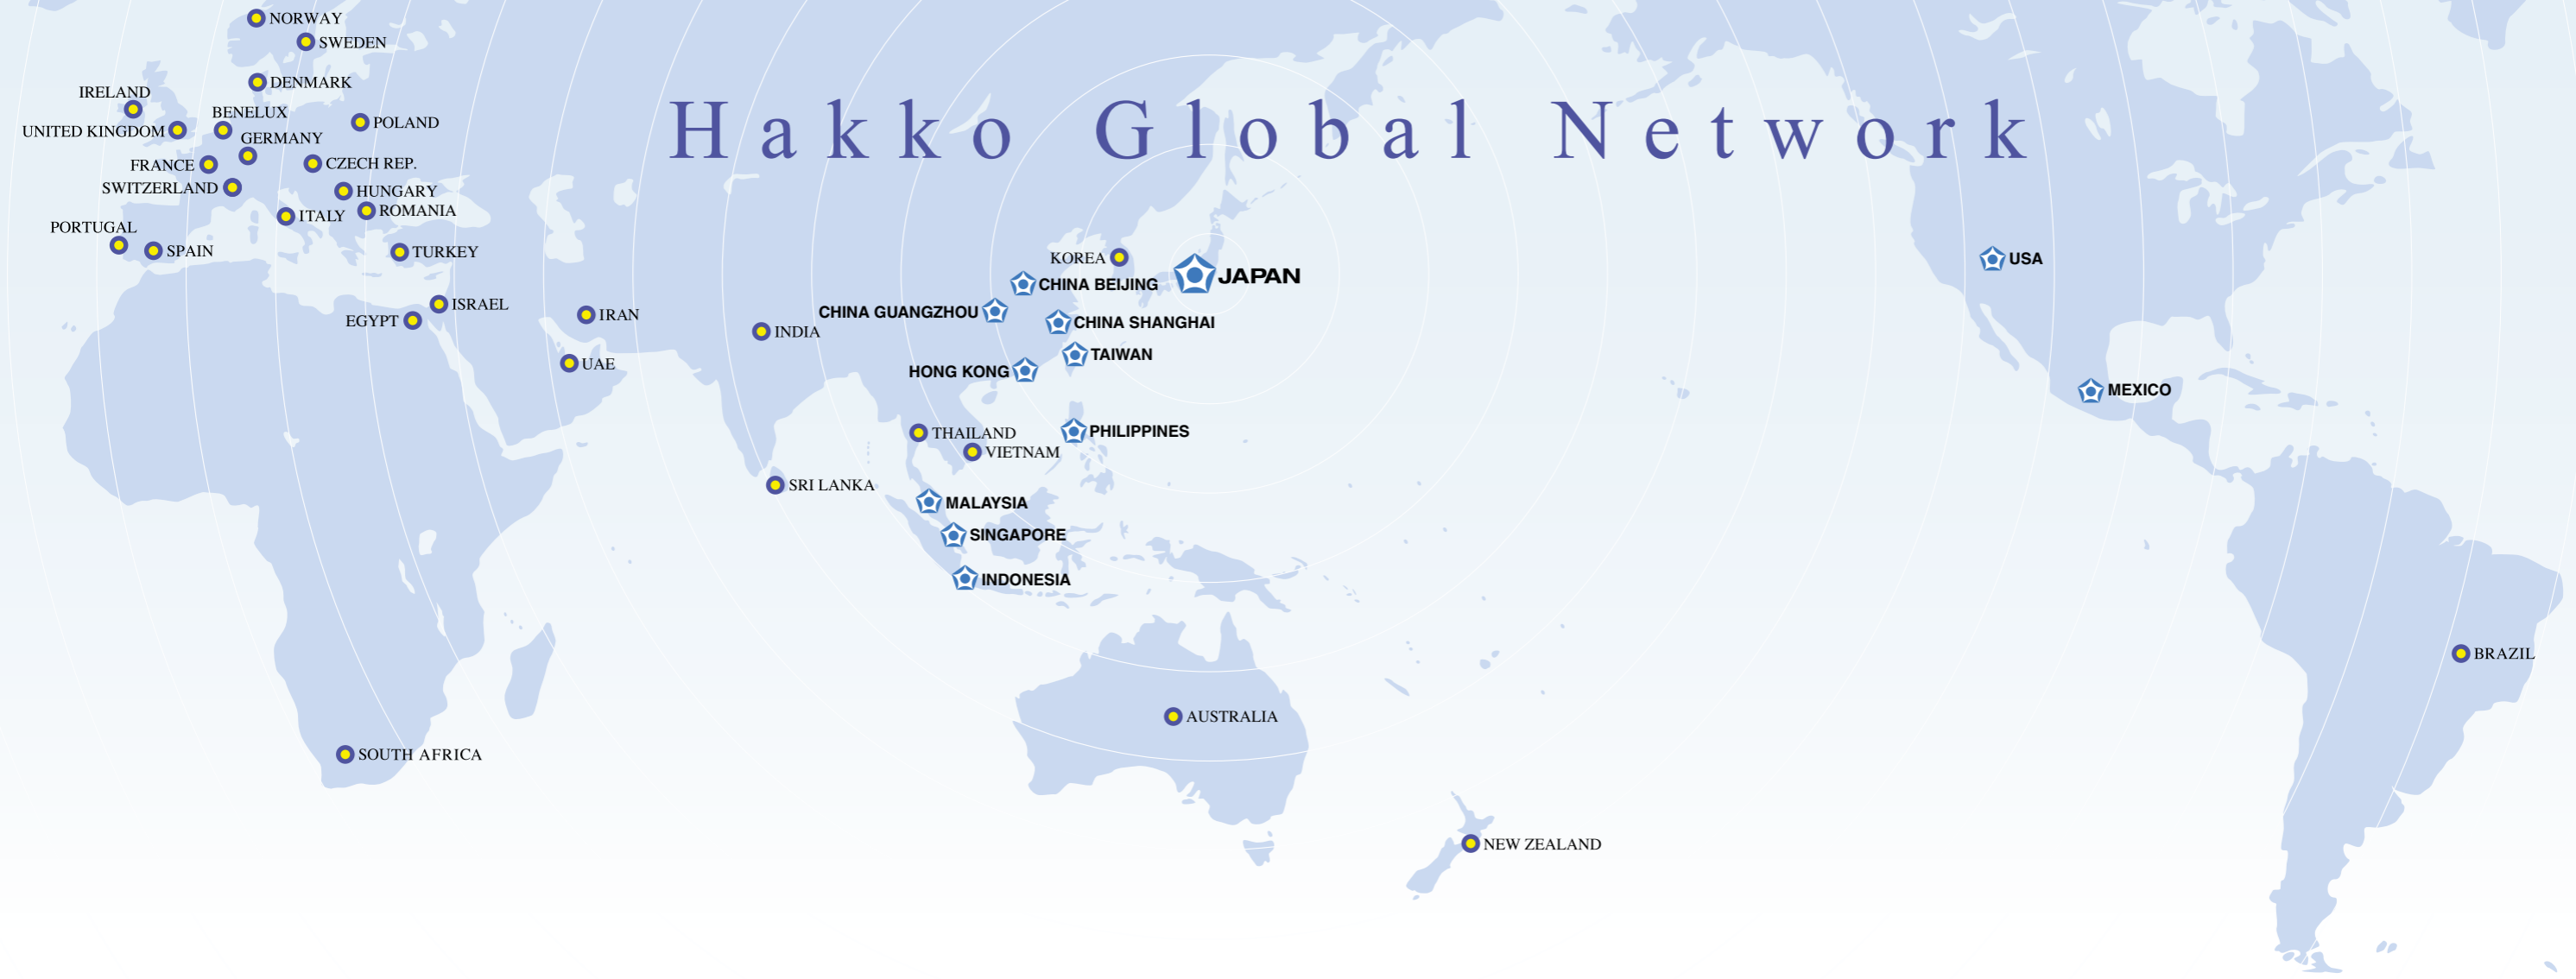 Hakko Global Network
NORWAY
SWEDEN
DENMARK
IRELAND
BENELUX
UNITED KINGDOM
POLAND
GERMANY
FRANCE
CZECH REP.
SWITZERLAND
HUNGARY
ROMANIA
ITALY
PORTUGAL
SPAIN
TURKEY
ISRAEL
EGYPT
IRAN
UAE
INDIA
SRI LANKA
SOUTH AFRICA
KOREA
JAPAN
CHINA BEIJING
CHINA GUANGZHOU
CHINA SHANGHAI
TAIWAN
HONG KONG
PHILIPPINES
THAILAND
VIETNAM
MALAYSIA
SINGAPORE
INDONESIA
AUSTRALIA
NEW ZEALAND
USA
MEXICO
BRAZIL